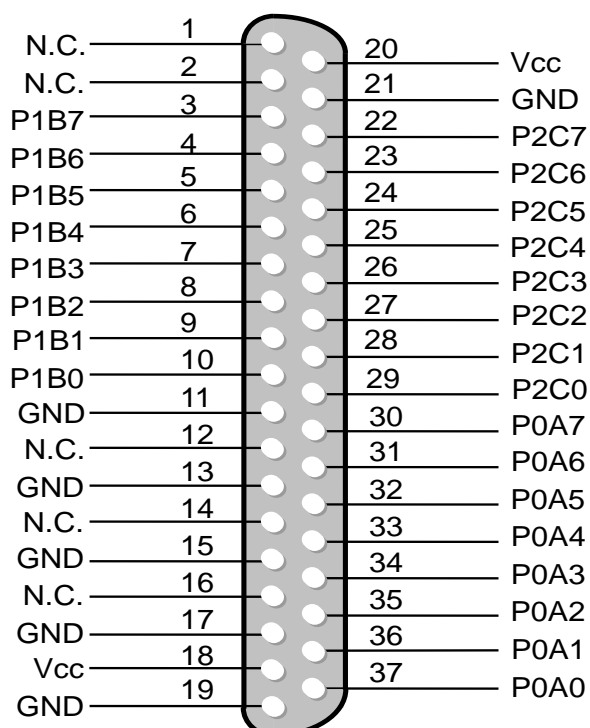 N.C. 1
N.C. 2
P1B7 3
P1B6 4
P1B5 5
P1B4 6
P1B3 7
P1B2 8
P1B1 9
P1B0 10
GND 11
N.C. 12
GND 13
N.C. 14
GND 15
N.C. 16
GND 17
Vcc 18
GND 19
20 Vcc
21 GND
22 P2C7
23 P2C6
24 P2C5
25 P2C4
26 P2C3
27 P2C2
28 P2C1
29 P2C0
30 P0A7
31 P0A6
32 P0A5
33 P0A4
34 P0A3
35 P0A2
36 P0A1
37 P0A0